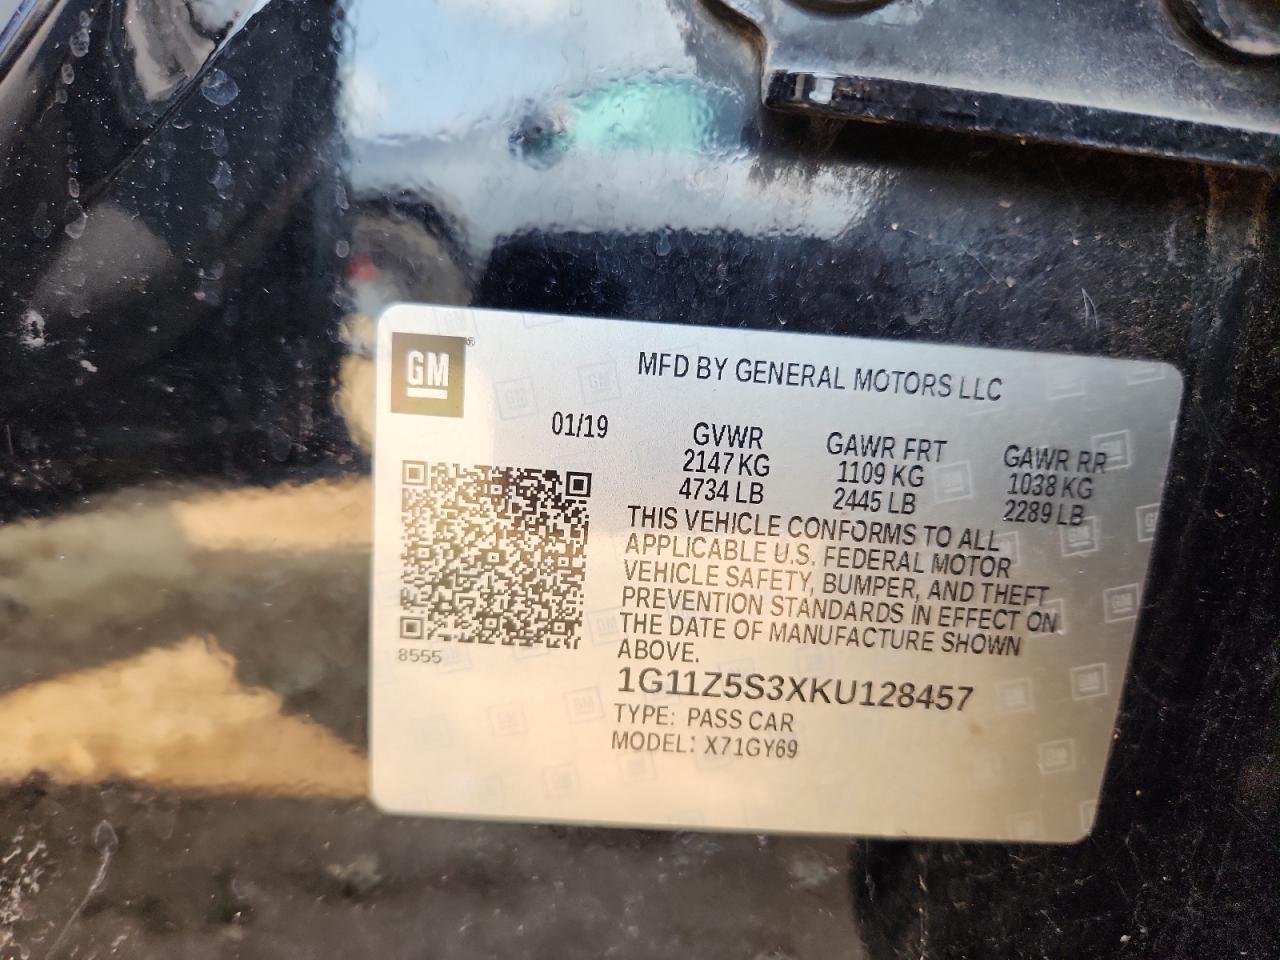 GM
MFD BY GENERAL MOTORS LLC
01/19
GVWR
2147 KG
4734 LB
GAWR FRT
1109 KG
2445 LB
GAWR RR
1038 KG
2289 LB
THIS VEHICLE CONFORMS TO ALL
APPLICABLE U.S. FEDERAL MOTOR
VEHICLE SAFETY, BUMPER, AND THEFT
PREVENTION STANDARDS IN EFFECT ON
THE DATE OF MANUFACTURE SHOWN
ABOVE.
8555
1G11Z5S3XKU128457
TYPE: PASS CAR
MODEL: X71GY69